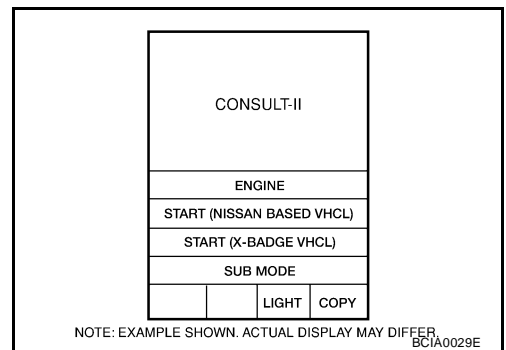 CONSULT-II
ENGINE
START (NISSAN BASED VHCL)
START (X-BADGE VHCL)
SUB MODE
LIGHT COPY
NOTE: EXAMPLE SHOWN. ACTUAL DISPLAY MAY DIFFER.
BCIA0029E